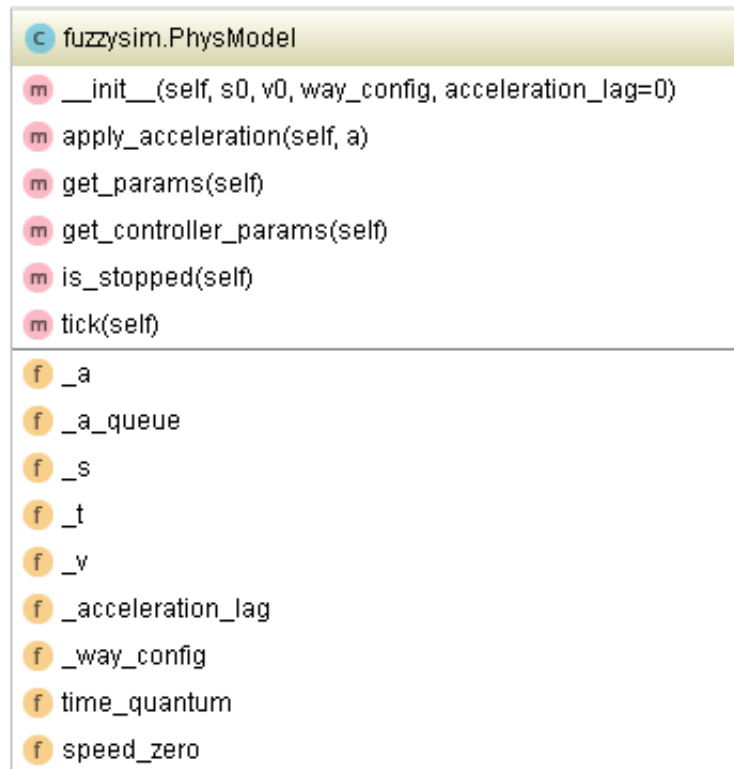 c fuzzysim.PhysModel
m __init__(self, s0, v0, way_config, acceleration_lag=0)
m apply_acceleration(self, a)
m get_params(self)
m get_controller_params(self)
m is_stopped(self)
m tick(self)
f _a
f _a_queue
f _s
f _t
f _v
f _acceleration_lag
f _way_config
f time_quantum
f speed_zero